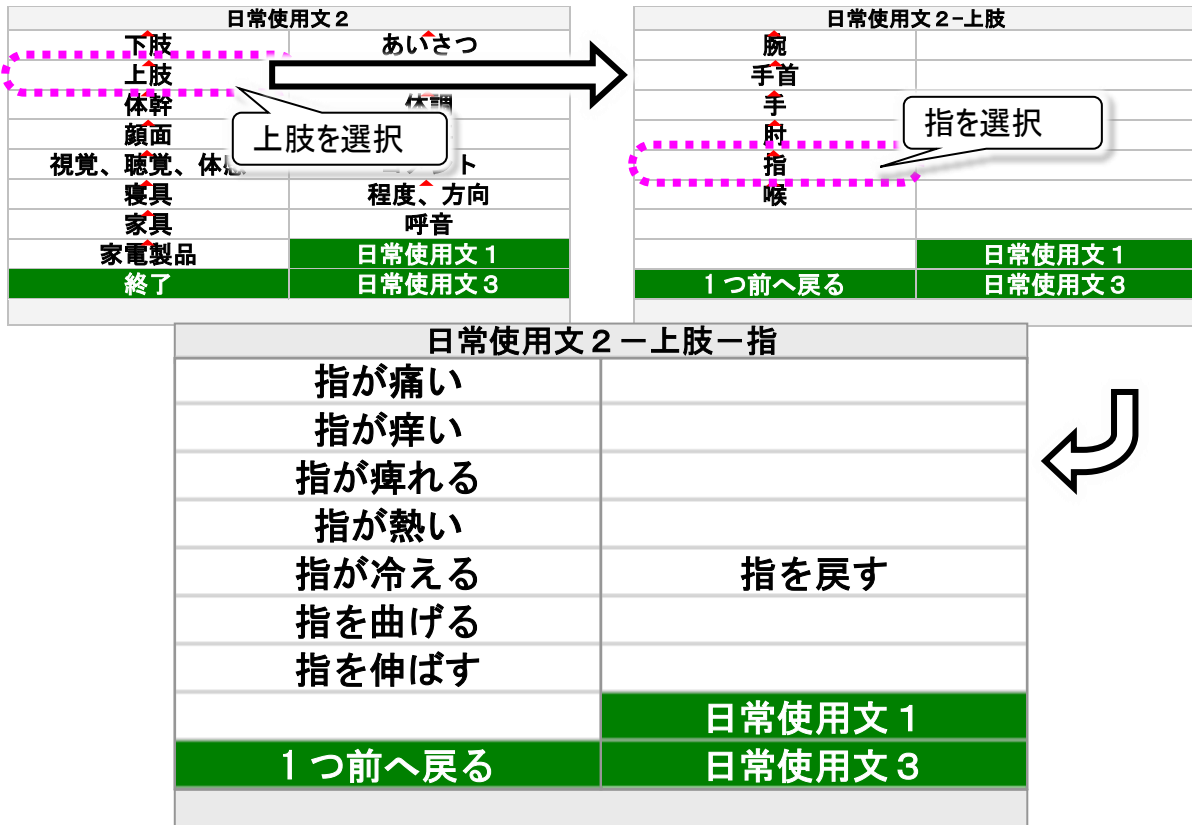 日常使用文２
下肢 あいさつ
上肢
体幹 体調
顔面
上肢を選択
視覚、聴覚、体感
寝具 程度、方向
家具 呼音
家電製品 日常使用文１
終了 日常使用文３
日常使用文２-上肢
腕
手首
手
肘
指を選択
指
喉
日常使用文１
１つ前へ戻る 日常使用文３
日常使用文２－上肢－指
指が痛い
指が痒い
指が痺れる
指が熱い
指が冷える 指を戻す
指を曲げる
指を伸ばす
日常使用文１
１つ前へ戻る 日常使用文３